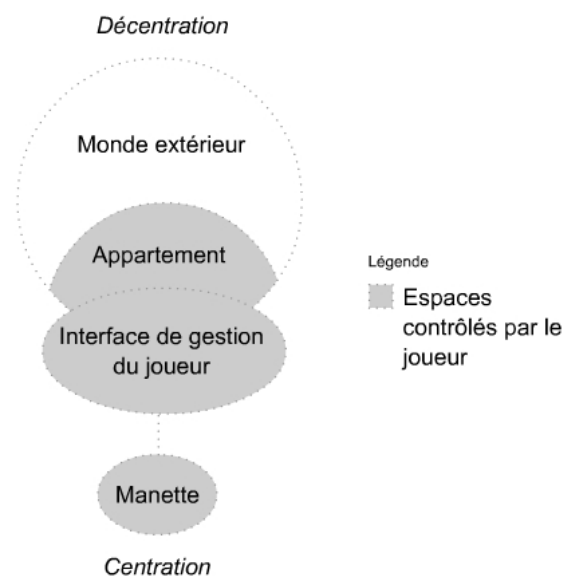 Décentration
Monde extérieur
Appartement
Interface de gestion
du joueur
Manette
Centration
Légende
Espaces
contrôlés par le
joueur